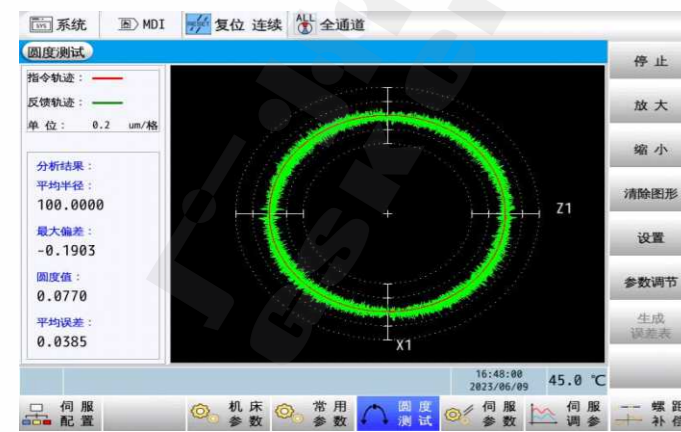 系统 MDI 复位 连续 ALL 全通道
圆度测试
指令轨迹：
反馈轨迹：
单 位： 0.2 um/格
分析结果：
平均半径：
100.0000
最大偏差：
-0.1903
圆度值：
0.0770
平均误差：
0.0385
Z1
X1
停 止
放 大
缩 小
清除图形
设置
参数调节
生成
误差表
16:48:00
2023/06/09
45.0 ℃
伺 服
配 置
机 床
参 数
常 用
参 数
圆 度
测 试
伺 服
参 数
伺 服
调 参
螺 距
补 偿